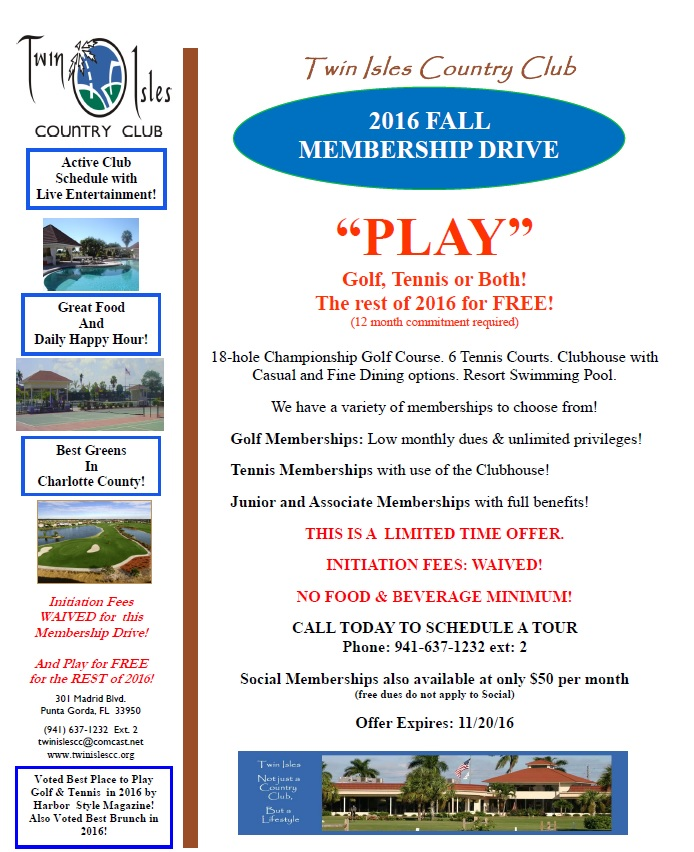 Twin
Isles
COUNTRY CLUB
Active Club
Schedule with
Live Entertainment!
Great Food
And
Daily Happy Hour!
Best Greens
In
Charlotte County!
Initiation Fees
WAIVED for this
Membership Drive!
And Play for FREE
for the REST of 2016!
301 Madrid Blvd.
Punta Gorda, FL 33950
(941) 637-1232 Ext. 2
twinislescc@comcast.net
www.twinislescc.org
Voted Best Place to Play
Golf & Tennis in 2016 by
Harbor Style Magazine!
Also Voted Best Brunch in
2016!
Twin Isles Country Club
2016 FALL
MEMBERSHIP DRIVE
“PLAY”
Golf, Tennis or Both!
The rest of 2016 for FREE!
(12 month commitment required)
18-hole Championship Golf Course. 6 Tennis Courts. Clubhouse with
Casual and Fine Dining options. Resort Swimming Pool.
We have a variety of memberships to choose from!
Golf Memberships: Low monthly dues & unlimited privileges!
Tennis Memberships with use of the Clubhouse!
Junior and Associate Memberships with full benefits!
THIS IS A LIMITED TIME OFFER.
INITIATION FEES: WAIVED!
NO FOOD & BEVERAGE MINIMUM!
CALL TODAY TO SCHEDULE A TOUR
Phone: 941-637-1232 ext: 2
Social Memberships also available at only $50 per month
(free dues do not apply to Social)
Offer Expires: 11/20/16
Twin Isles
Not just a
Country
Club,
But a
Lifestyle